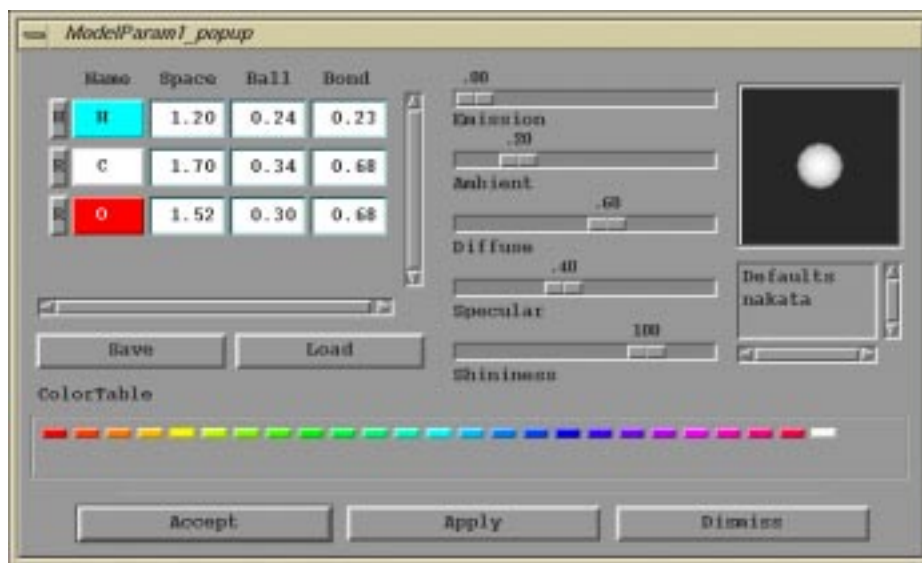 ModelParam1_popup
Name Space Ball Bond
H 1.20 0.24 0.23
R C 1.70 0.34 0.68
R O 1.52 0.30 0.68
Save Load
.00
Emission
.20
Ambient
.60
Diffuse
.40
Specular
100
Shininess
Defaults
nakata
ColorTable
Accept Apply Dismiss